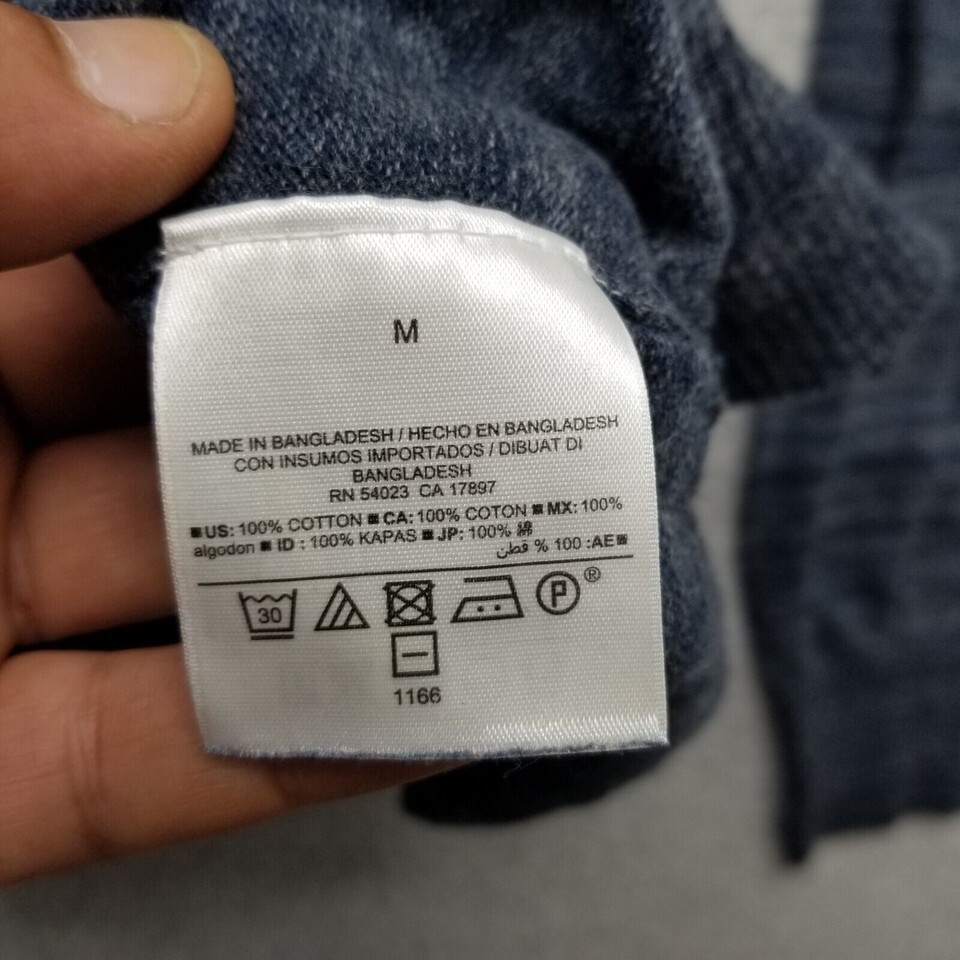 M
MADE IN BANGLADESH / HECHO EN BANGLADESH
CON INSUMOS IMPORTADOS / DIBUAT DI
BANGLADESH
RN 54023 CA 17897
■ US: 100% COTTON ■ CA: 100% COTON ■ MX: 100%
algodon ■ ID : 100% KAPAS ■ JP: 100% 綿
■AE: 100 % قطن
30 P ®
1166